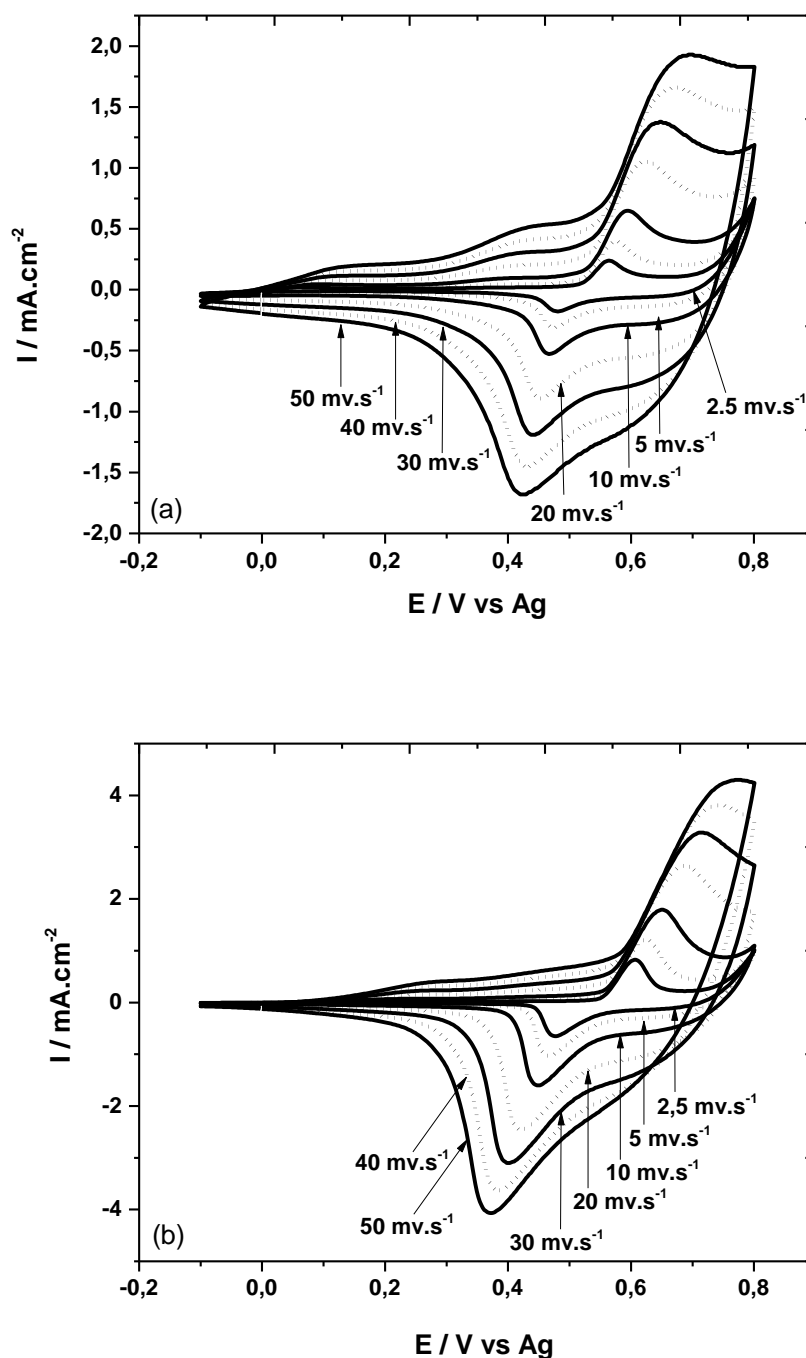 2,0
1,5
1,0
0,5
0,0
-0,5
-1,0
-1,5
-2,0
I / mA.cm-2
50 mv.s-1
40 mv.s-1
30 mv.s-1
20 mv.s-1
10 mv.s-1
5 mv.s-1
2.5 mv.s-1
(a)
-0,2 0,0 0,2 0,4 0,6 0,8
E / V vs Ag
4
2
0
-2
-4
I / mA.cm-2
40 mv.s-1
50 mv.s-1
30 mv.s-1
20 mv.s-1
10 mv.s-1
5 mv.s-1
2,5 mv.s-1
(b)
-0,2 0,0 0,2 0,4 0,6 0,8
E / V vs Ag